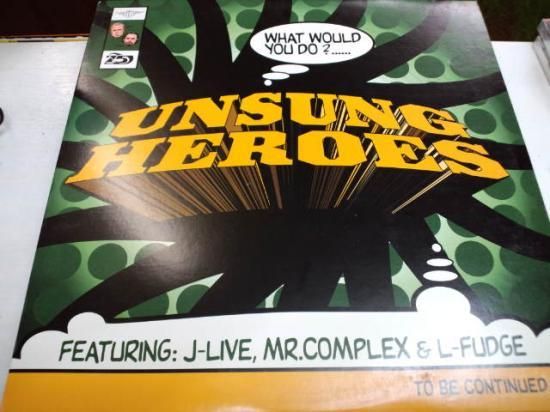 WHAT WOULD
YOU DO?......
UNSUNG
HEROES
FEATURING: J-LIVE, MR.COMPLEX & L-FUDGE
TO BE CONTINUED